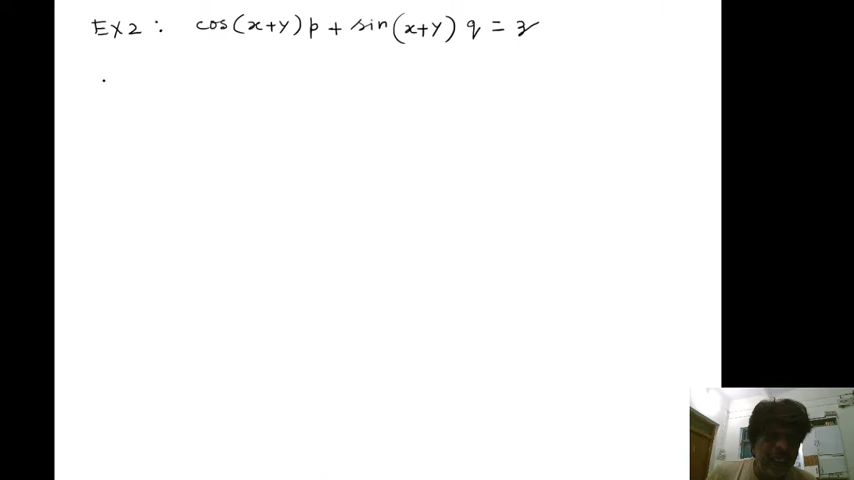 EX2 : cos(x+y)p + sin(x+y) q = z